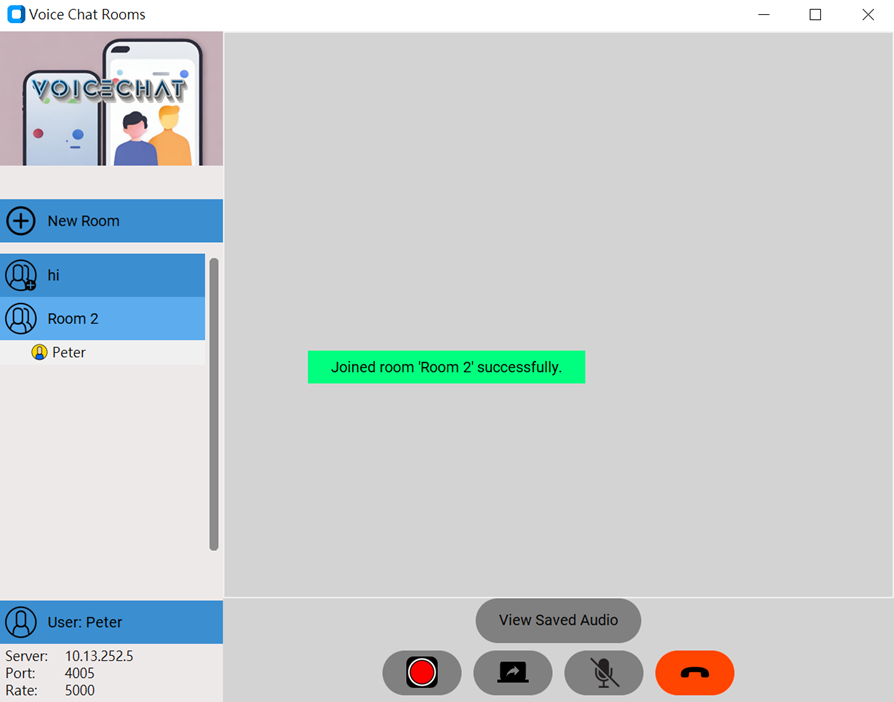 Voice Chat Rooms
VOICECHAT
New Room
hi
Room 2
Peter
Joined room 'Room 2' successfully.
User: Peter
Server: 10.13.252.5
Port: 4005
Rate: 5000
View Saved Audio